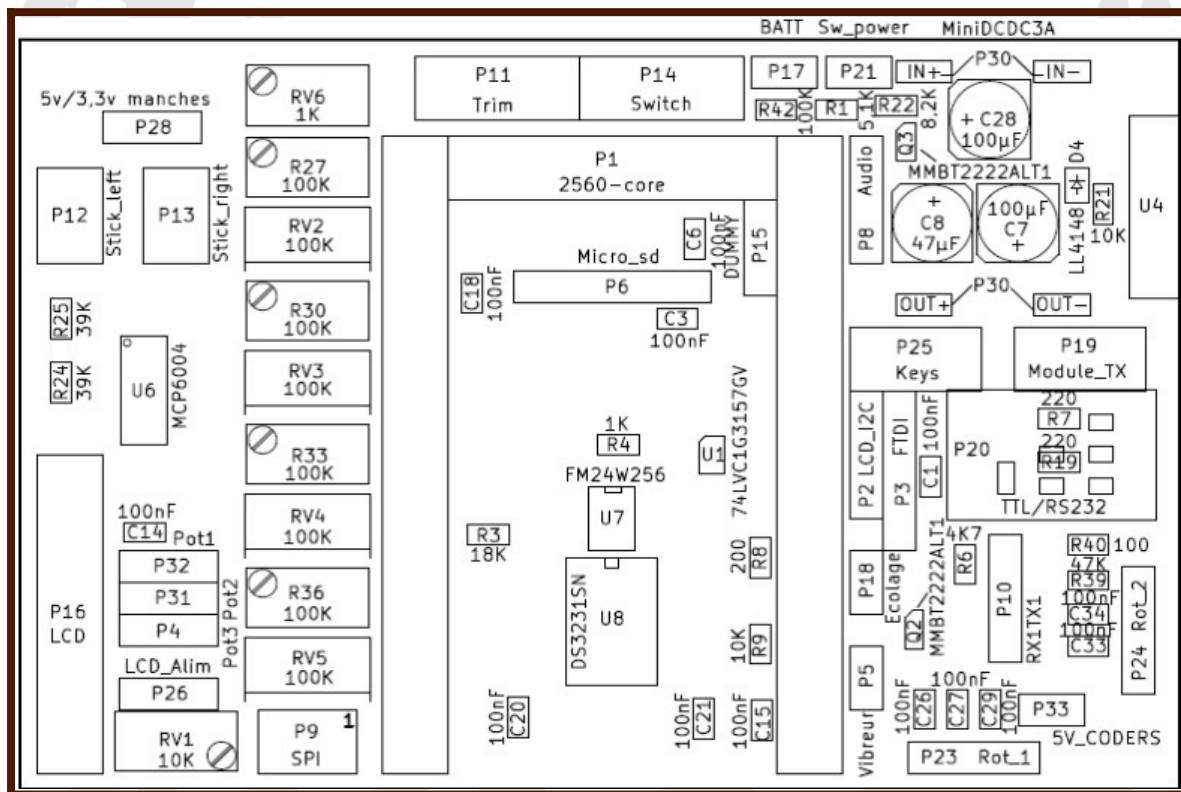 BATT Sw_power MiniDCDC3A
5v/3,3v manches
P28
RV6
1K
P11
Trim
P14
Switch
P17
P21
IN+
P30
IN-
R42
100K
R1
5,1K
R22
8,2K
+ C28
100µF
Q3
MMBT2222ALT1
D4
LL4148
R21
10K
U4
P12
Stick_left
P13
Stick_right
R27
100K
P1
2560-core
P8 Audio
+
C8
47µF
100µF
C7
+
RV2
100K
C6
100nF
DUMMY
P15
Micro_sd
P6
C18
100nF
C3
100nF
OUT+
P30
OUT-
R25
39K
R24
39K
U6
MCP6004
R30
100K
RV3
100K
P25
Keys
P19
Module_TX
R33
100K
1K
R4
FM24W256
U7
U1
74LVC1G3157GV
P2 LCD_I2C
P3 FTDI
C1
100nF
P20
220
R7
220
R19
TTL/RS232
P16
LCD
100nF
C14
Pot1
P32
P31
Pot2
P4
Pot3
RV4
100K
R3
18K
DS3231SN
U8
200
R8
P18
Ecolage
Q2
MMBT2222ALT1
4K7
R6
P10
RX1TX1
R40 100
47K
R39
100nF
C34
100nF
C33
P24 Rot_2
R36
100K
10K
R9
LCD_Alim
P26
RV5
100K
P5
Vibreur
RV1
10K
P9
SPI
1
100nF
C20
100nF
C21
100nF
C15
100nF
C26
100nF
C27
C29
100nF
P33
5V_CODERS
P23 Rot_1